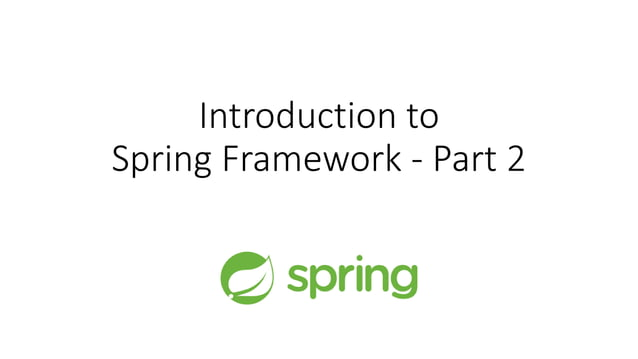 Introduction to
Spring Framework - Part 2
spring